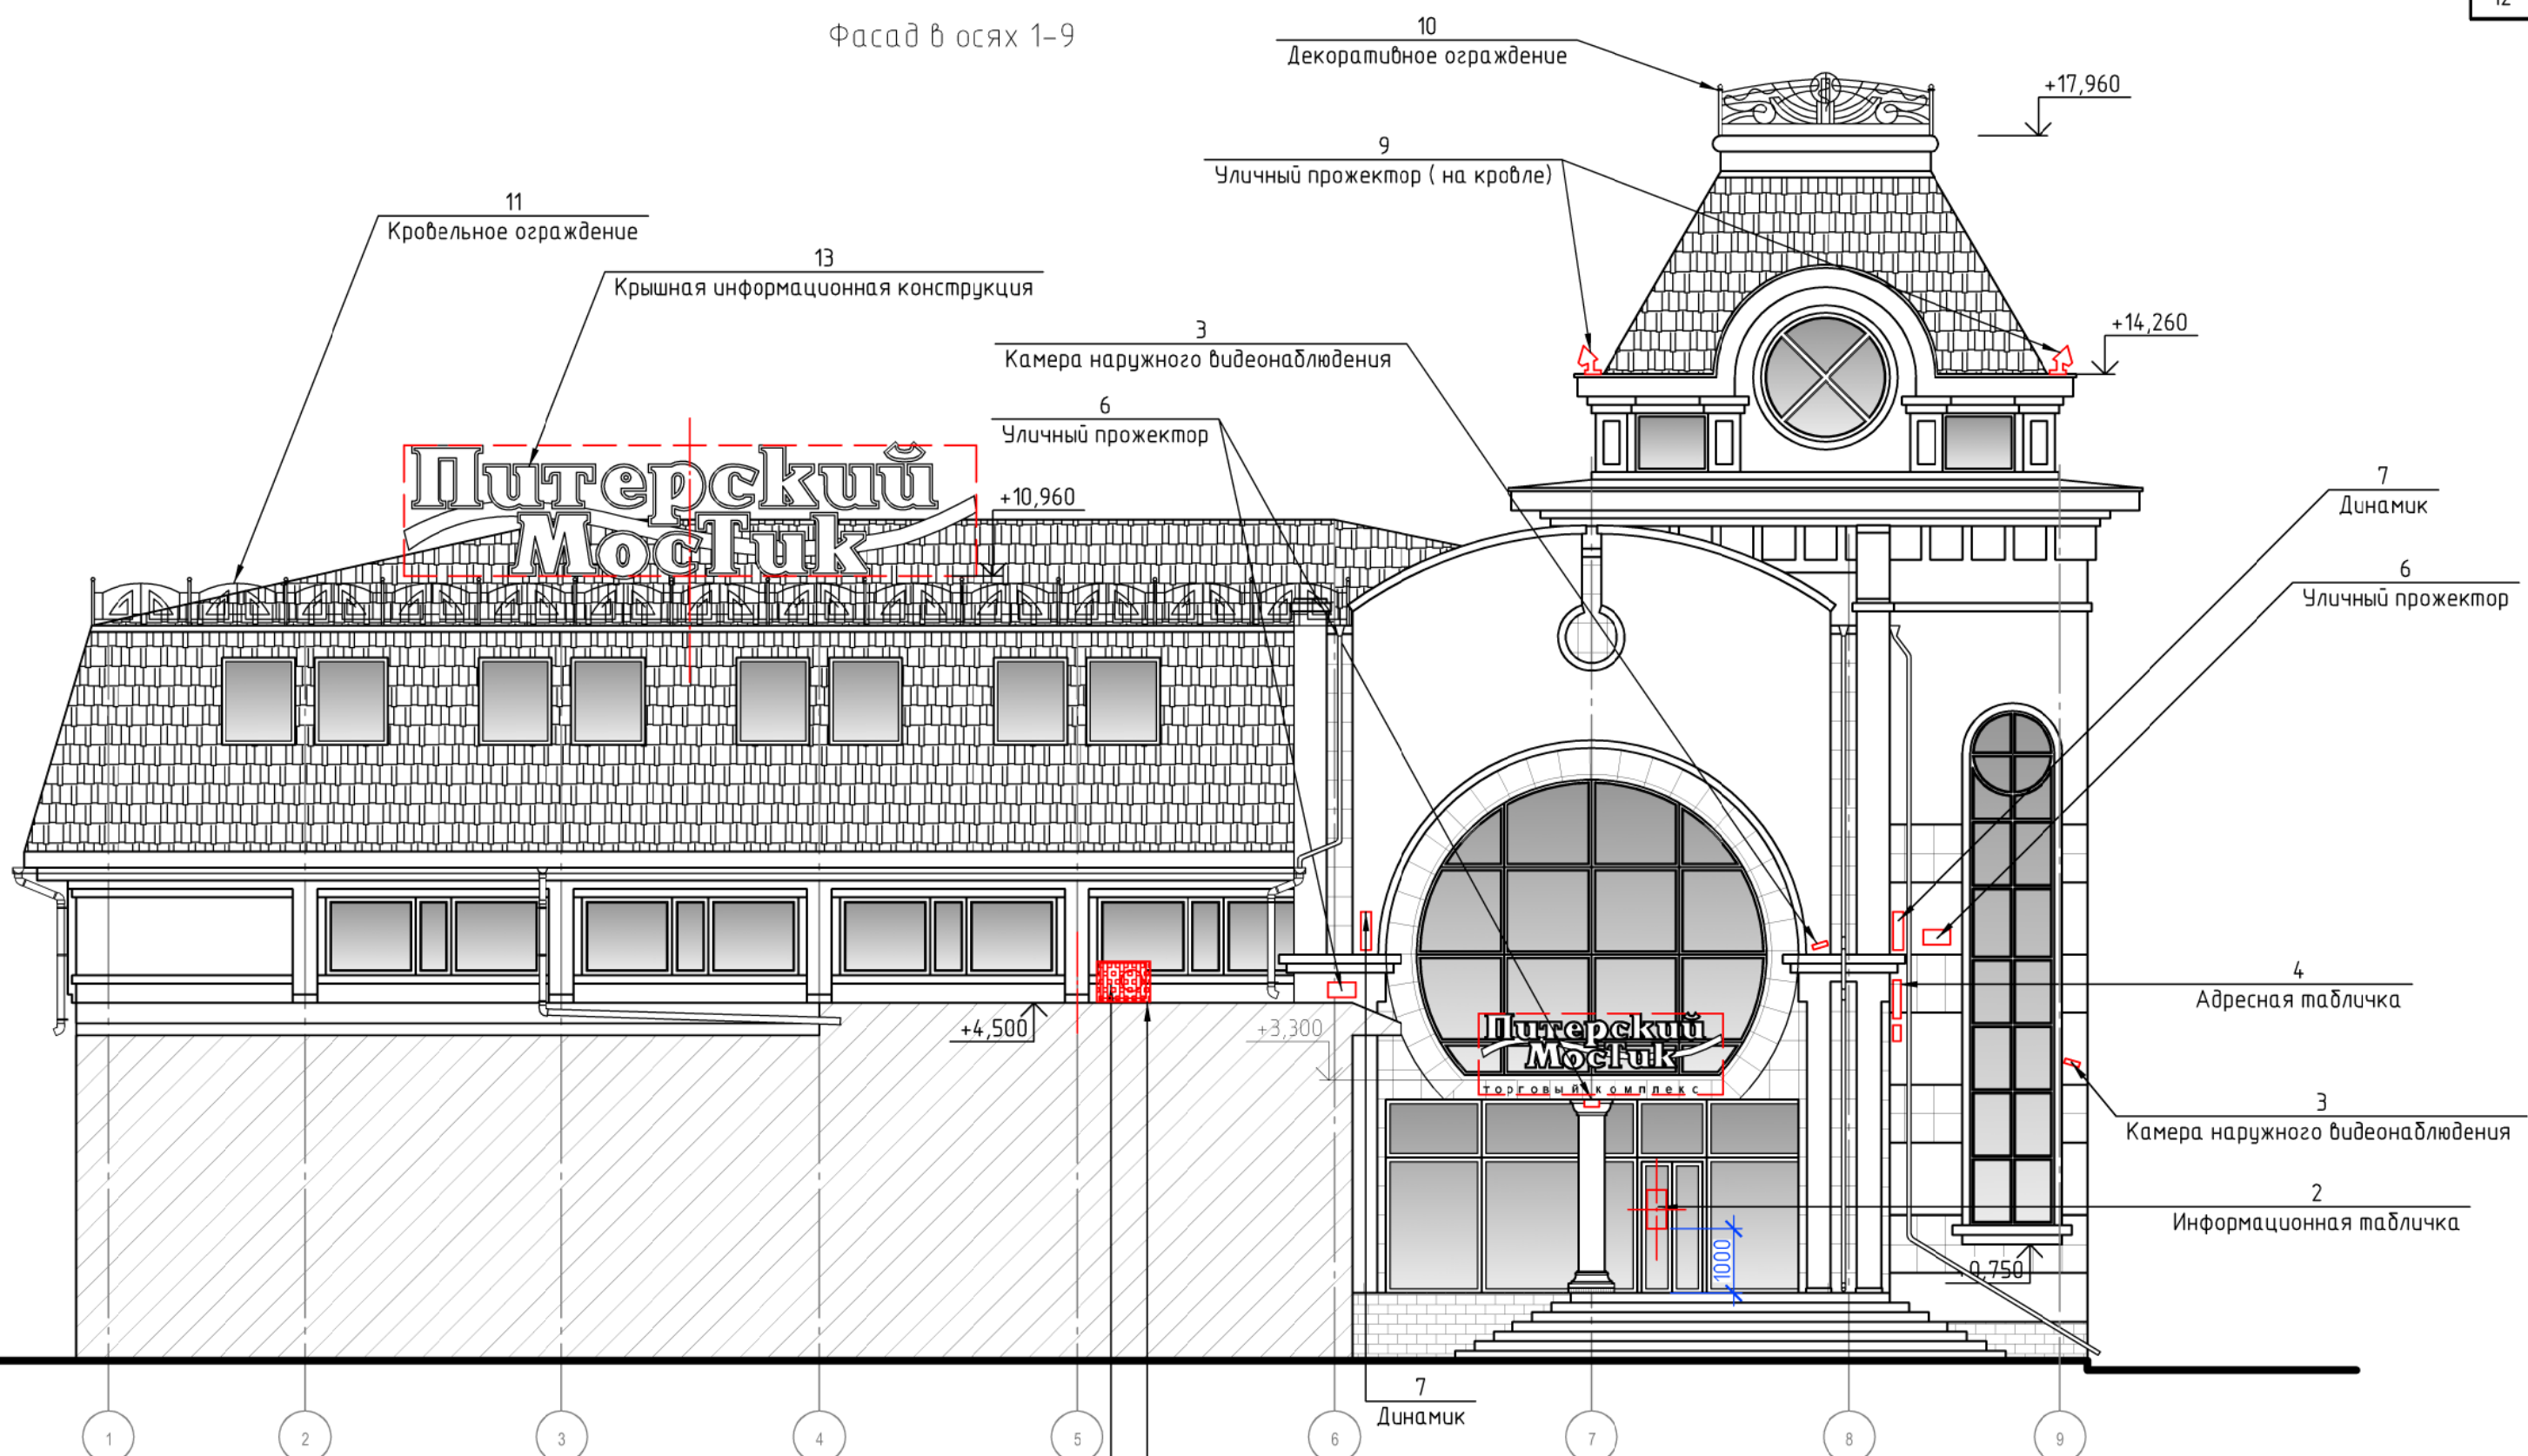 12
Фасад в осях 1-9
10
Декоративное ограждение
+17,960
9
Уличный прожектор ( на кровле)
11
Кровельное ограждение
13
Крышная информационная конструкция
3
Камера наружного видеонаблюдения
+14,260
6
Уличный прожектор
7
Динамик
Питерский
МосТик
+10,960
6
Уличный прожектор
4
Адресная табличка
+4,500
+3,300
Питерский
МосТик
торговый комплекс
3
Камера наружного видеонаблюдения
2
Информационная табличка
1000
0,750
7
Динамик
1 2 3 4 5 6 7 8 9